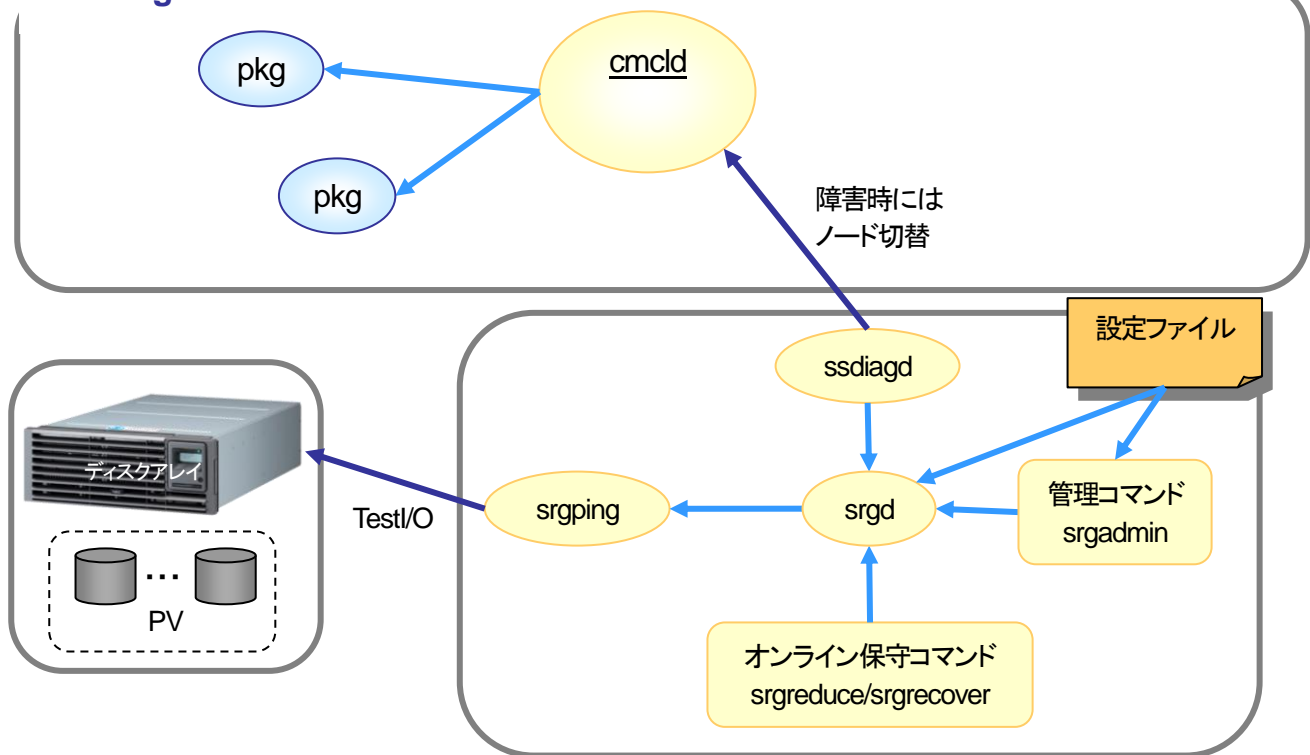 pkg
cmcld
pkg
障害時には
ノード切替
設定ファイル
ssdiagd
ディスクアレイ
TestI/O
srgping
srgd
管理コマンド
srgadmin
...
PV
オンライン保守コマンド
srgreduce/srgrecover